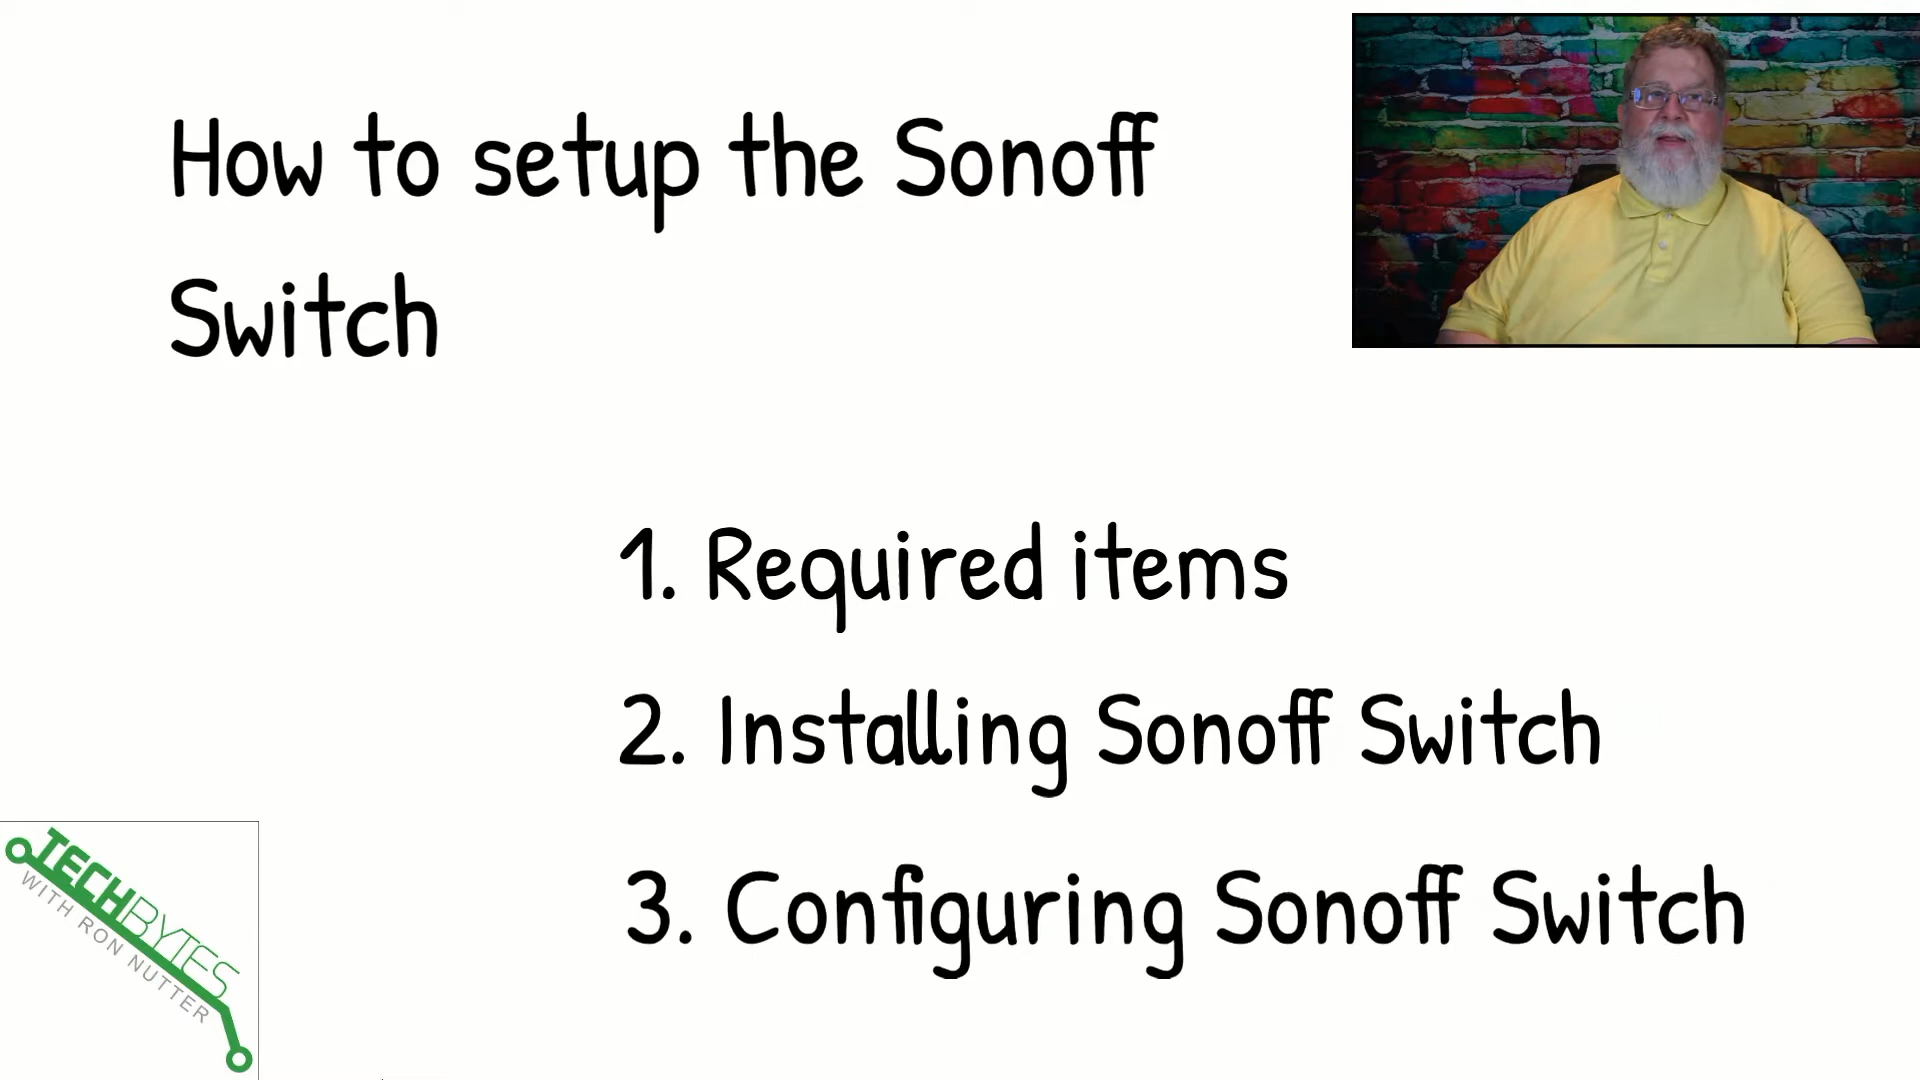 How to setup the Sonoff
Switch
1. Required items
2. Installing Sonoff Switch
3. Configuring Sonoff Switch
TECHBYTES
WITH RON NUTTER